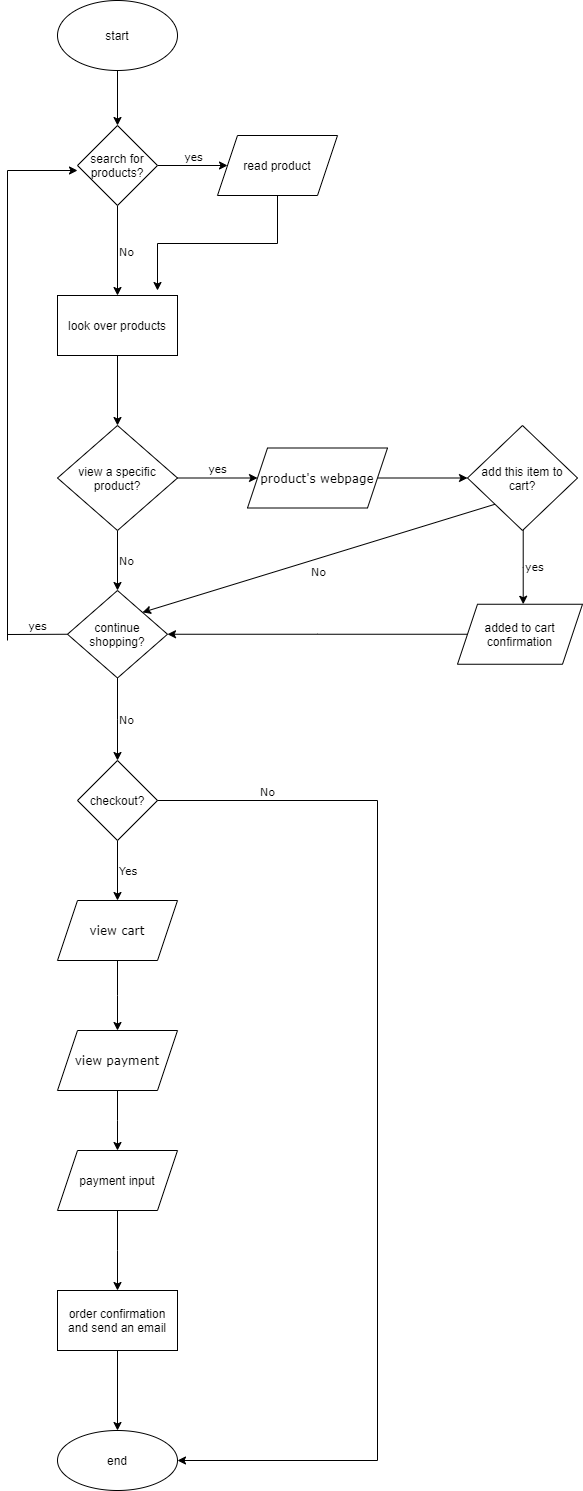 start
search for
products?
yes
read product
No
look over products
view a specific
product?
yes
product's webpage
add this item to
cart?
No
No
yes
continue
shopping?
yes
added to cart
confirmation
No
checkout?
No
Yes
view cart
view payment
payment input
order confirmation
and send an email
end